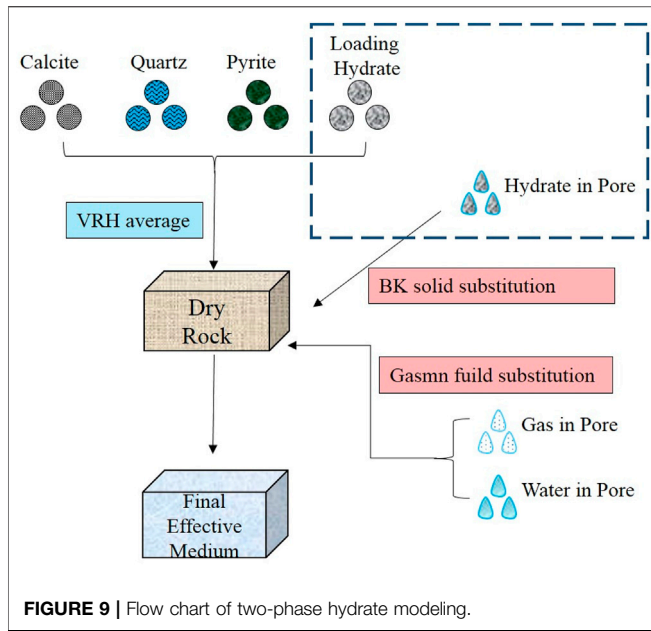 Calcite
Quartz
Pyrite
Loading
Hydrate
Hydrate in Pore
VRH average
BK solid substitution
Dry
Rock
Gasmn fuild substitution
Gas in Pore
Water in Pore
Final
Effective
Medium
FIGURE 9 | Flow chart of two-phase hydrate modeling.